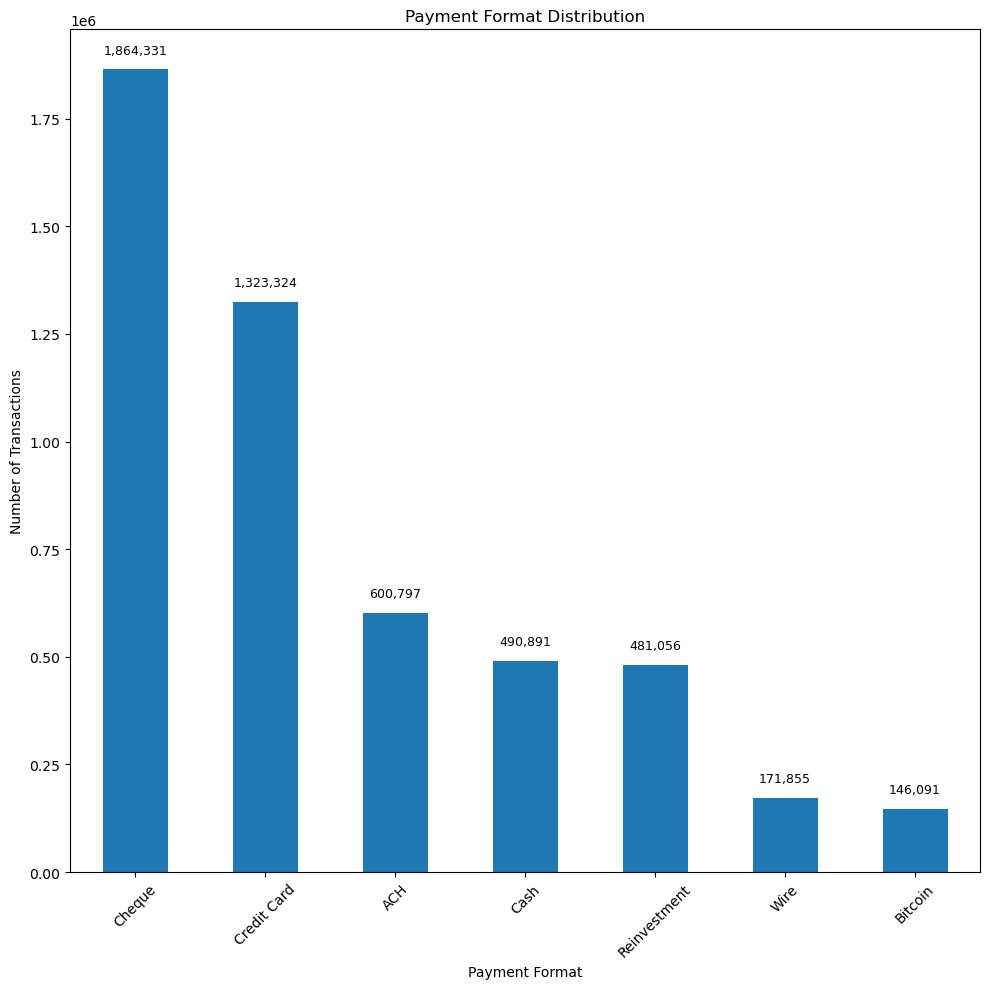 Payment Format Distribution
1e6
1,864,331
1.75
1.50
1,323,324
1.25
Number of Transactions
1.00
0.75
600,797
490,891
481,056
0.50
0.25
171,855
146,091
0.00
Cheque
Credit Card
ACH
Cash
Reinvestment
Wire
Bitcoin
Payment Format